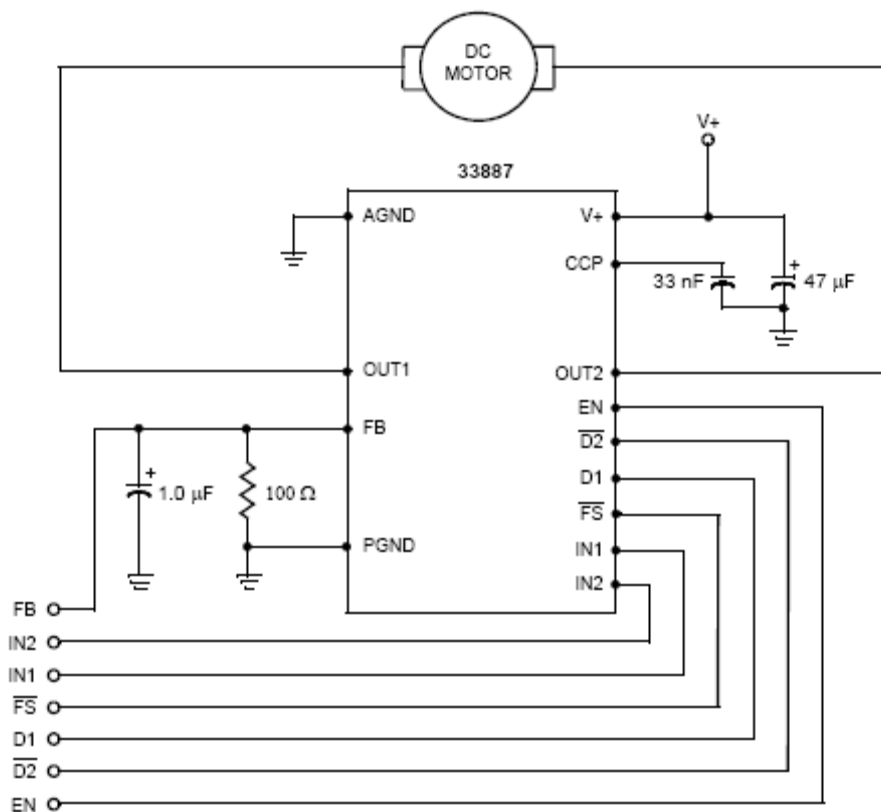 DC
MOTOR
V+
33887
AGND
V+
CCP
33 nF
+
47 µF
OUT1
OUT2
FB
EN
D2
+
1.0 µF
100 Ω
D1
FS
PGND
IN1
IN2
FB
IN2
IN1
FS
D1
D2
EN